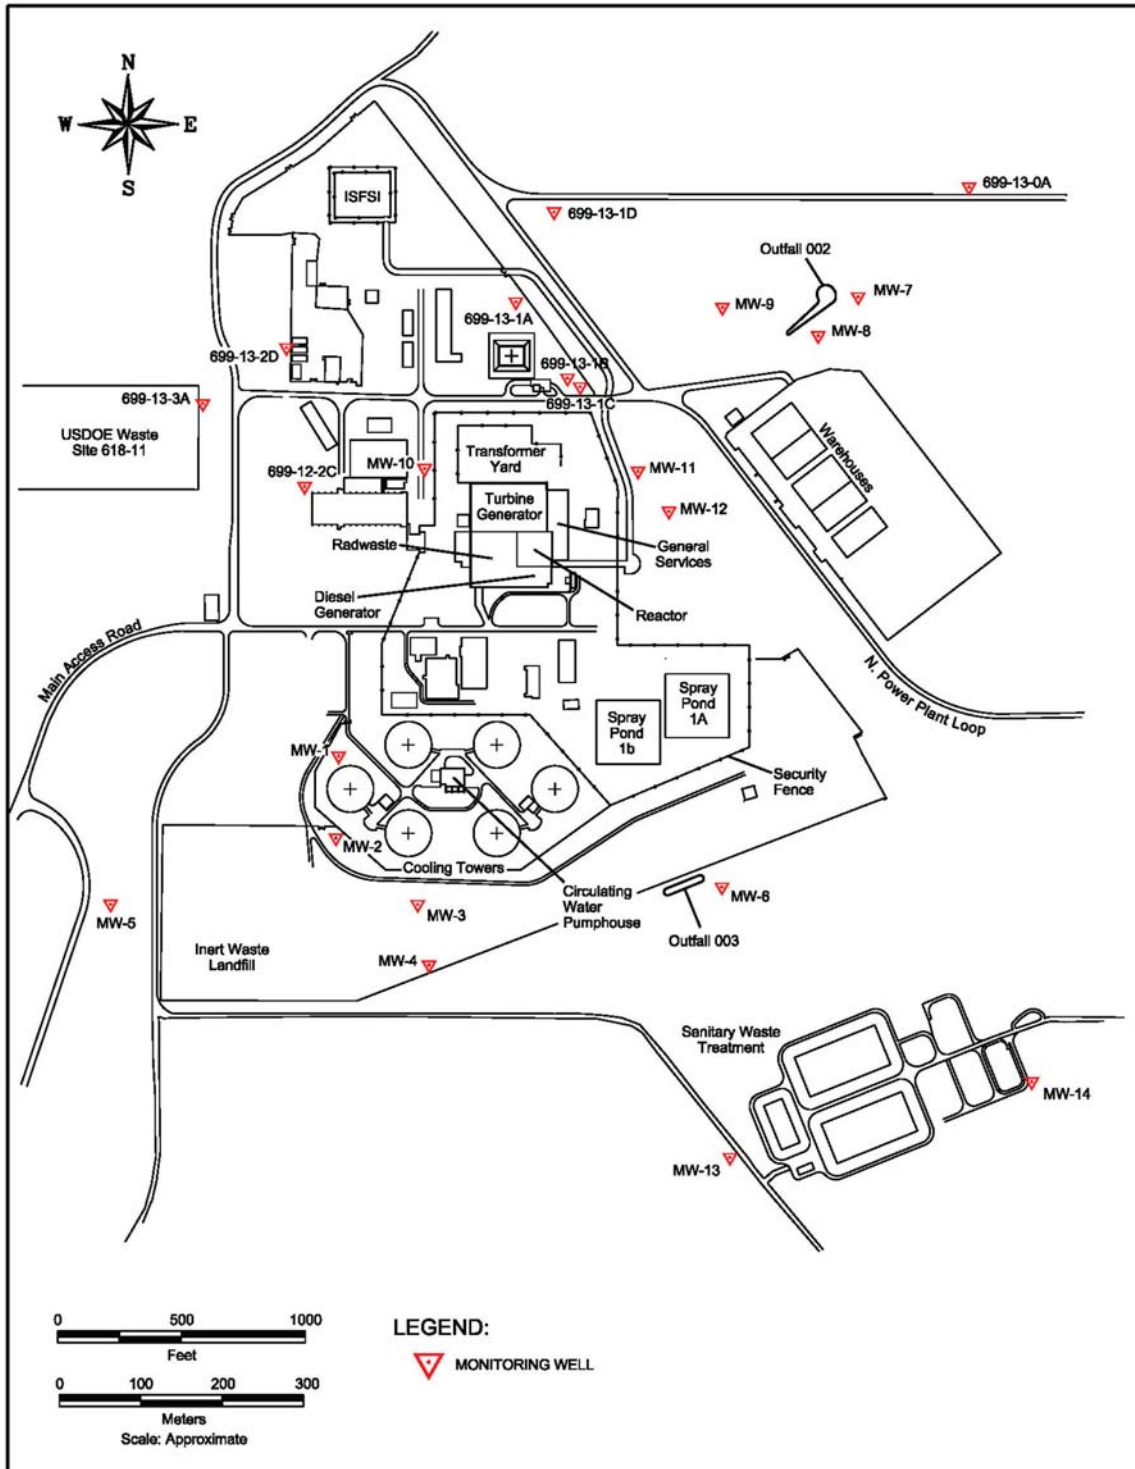 N
W E
S
ISFSI
699-13-0A
699-13-1D
Outfall 002
MW-7
MW-9
MW-8
699-13-1A
699-13-2D
699-13-1B
699-13-1C
699-13-3A
USDOE Waste
Site 618-11
Warehouses
Transformer
Yard
MW-10
MW-11
699-12-2C
Turbine
Generator
MW-12
Radwaste
General
Services
Diesel
Generator
Reactor
Main Access Road
N. Power Plant Loop
Spray
Pond
1A
Spray
Pond
1b
MW-1
Security
Fence
MW-2
Cooling Towers
Circulating
Water
Pumphouse
MW-6
MW-5
MW-3
Outfall 003
Inert Waste
Landfill
MW-4
Sanitary Waste
Treatment
MW-14
MW-13
0 500 1000
Feet
0 100 200 300
Meters
Scale: Approximate
LEGEND:
MONITORING WELL